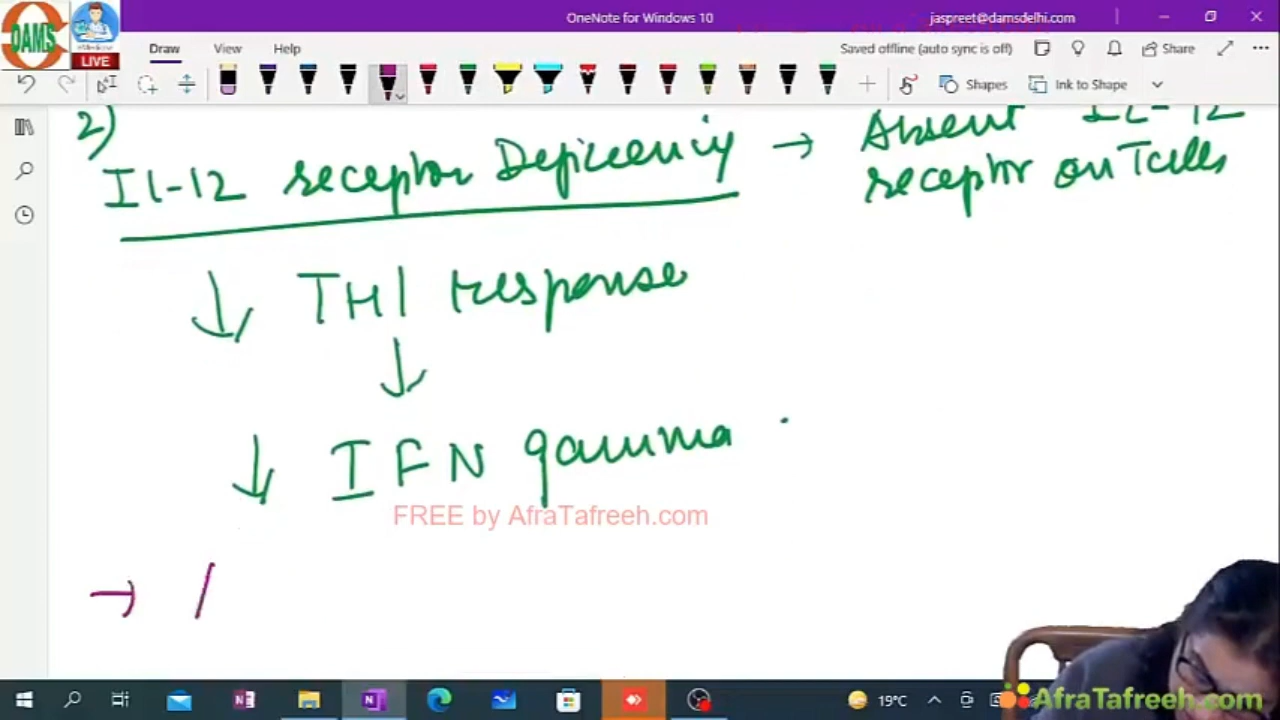 OneNote for Windows 10
jaspreet@damsdelhi.com
DAMS
eMedicoz
LIVE
Draw View Help
Saved offline (auto sync is off)
Share
Shapes
Ink to Shape
2)
IL-12 receptor Deficiency → Absent IL-12
receptor on T cells
↓ TH1 response
↓
↓ IFN gamma
FREE by AfraTafreeh.com
→
19°C
AfraTafreeh.com